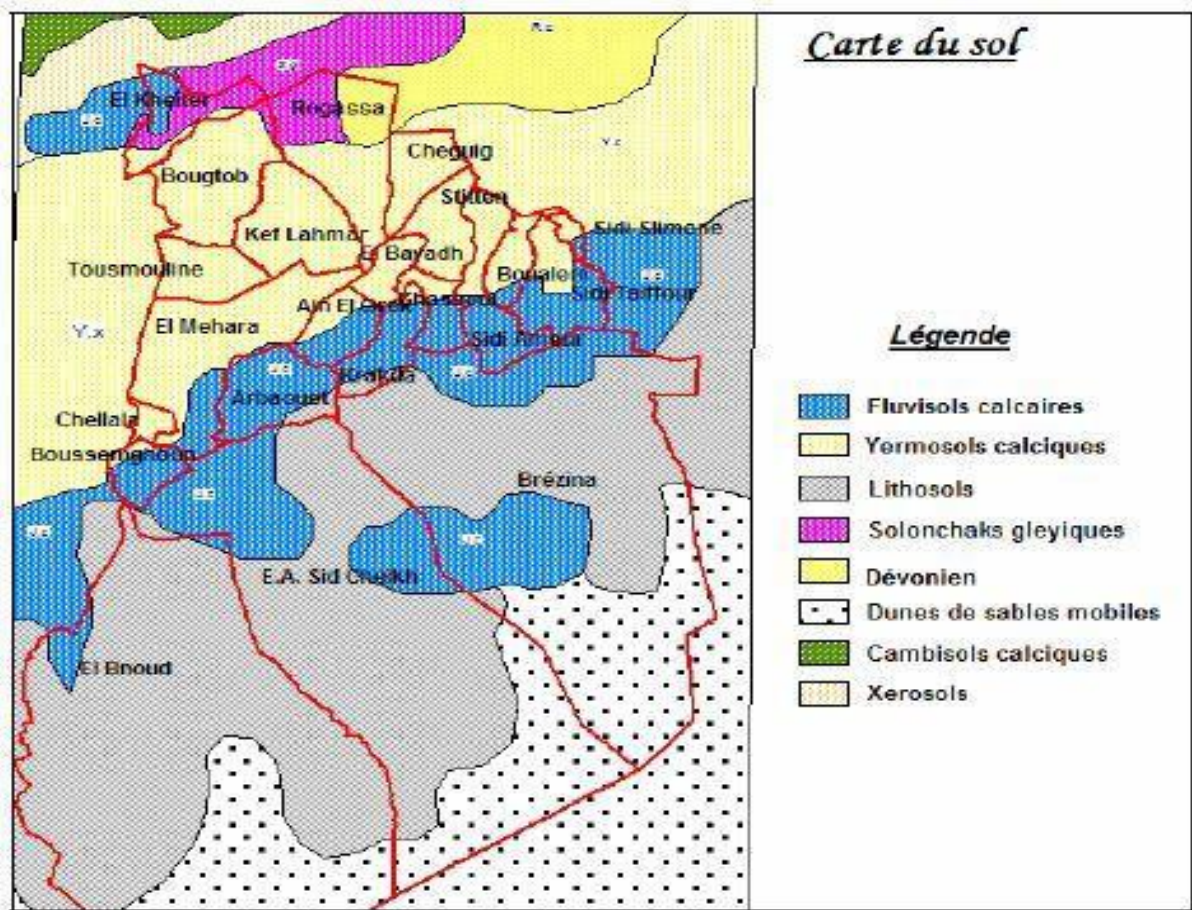 Carte du sol
El Kheiter
Rogassa
Cheguig
Bougtob
Stitten
Kef Lahmar
Sidi Slimane
El Bayadh
Tousmouline
Boualem
Sidi Taiffour
Ain El Orak
El Mehara
Sidi Ameur
Y.x
Y.c
Krakda
Arbaouet
Chellala
Boussemghoun
Brézina
E.A. Sid Cheikh
El Bnoud
Légende
Fluvisols calcaires
Yermosols calciques
Lithosols
Solonchaks gleyiques
Dévonien
Dunes de sables mobiles
Cambisols calciques
Xerosols